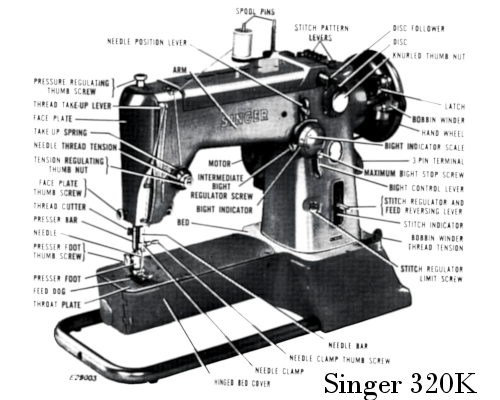 SPOOL PINS
STITCH PATTERN
LEVERS
DISC FOLLOWER
DISC
KNURLED THUMB NUT
NEEDLE POSITION LEVER
ARM
PRESSURE REGULATING
THUMB SCREW
THREAD TAKE-UP LEVER
FACE PLATE
TAKE-UP SPRING
NEEDLE THREAD TENSION
TENSION REGULATING
THUMB NUT
FACE PLATE
THUMB SCREW
THREAD CUTTER
PRESSER BAR
NEEDLE
PRESSER FOOT
THUMB SCREW
PRESSER FOOT
FEED DOG
THROAT PLATE
SINGER
MOTOR
INTERMEDIATE
BIGHT
REGULATOR SCREW
BIGHT INDICATOR
BED
LATCH
BOBBIN WINDER
HAND WHEEL
BIGHT INDICATOR SCALE
3-PIN TERMINAL
MAXIMUM BIGHT STOP SCREW
BIGHT CONTROL LEVER
STITCH REGULATOR AND
FEED REVERSING LEVER
STITCH INDICATOR
BOBBIN WINDER
THREAD TENSION
STITCH REGULATOR
LIMIT SCREW
NEEDLE BAR
NEEDLE CLAMP THUMB SCREW
NEEDLE CLAMP
HINGED BED COVER
E29003
Singer 320K